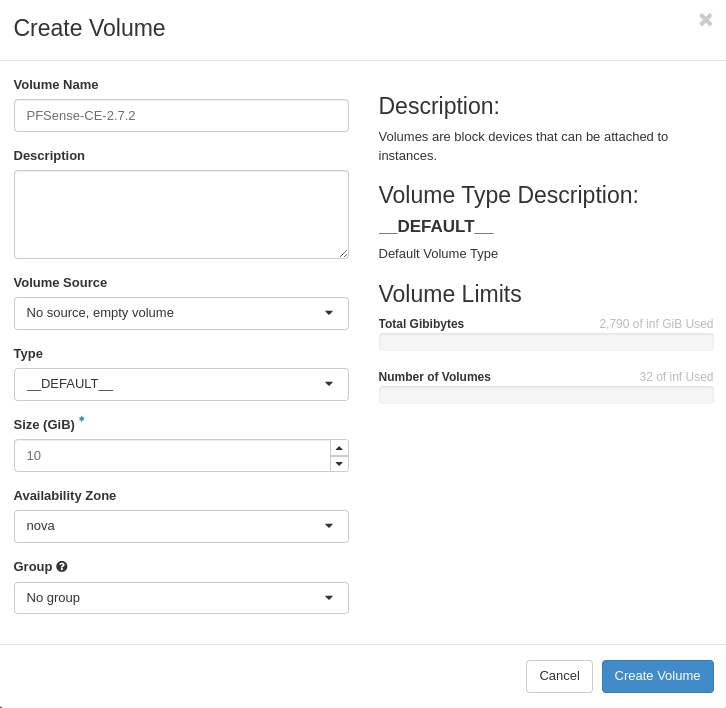 Create Volume
Volume Name
PFSense-CE-2.7.2
Description
Volume Source
No source, empty volume
Type
__DEFAULT__
Size (GiB) *
10
Availability Zone
nova
Group
No group
Description:
Volumes are block devices that can be attached to
instances.
Volume Type Description:
__DEFAULT__
Default Volume Type
Volume Limits
Total Gibibytes 2,790 of inf GiB Used
Number of Volumes 32 of inf Used
Cancel Create Volume